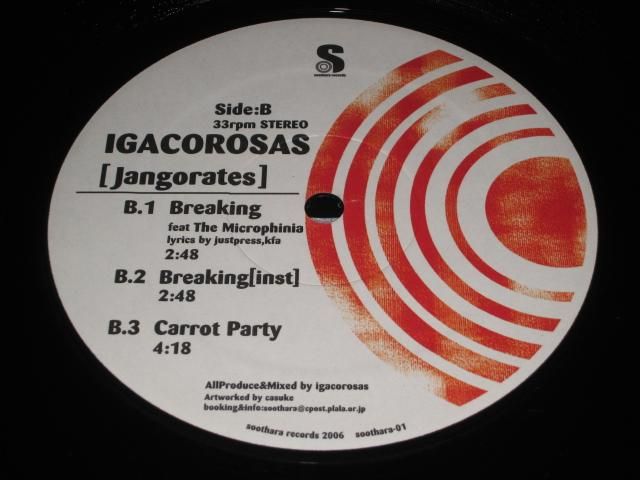 S
soothara records
Side:B
33rpm STEREO
IGACOROSAS
[Jangorates]
B.1 Breaking
feat The Microphinia
lyrics by justpress,kfa
2:48
B.2 Breaking[inst]
2:48
B.3 Carrot Party
4:18
AllProduce&Mixed by igacorosas
Artworked by casuke
booking&info:soothara@cpost.plala.or.jp
soothara records 2006 soothara-01